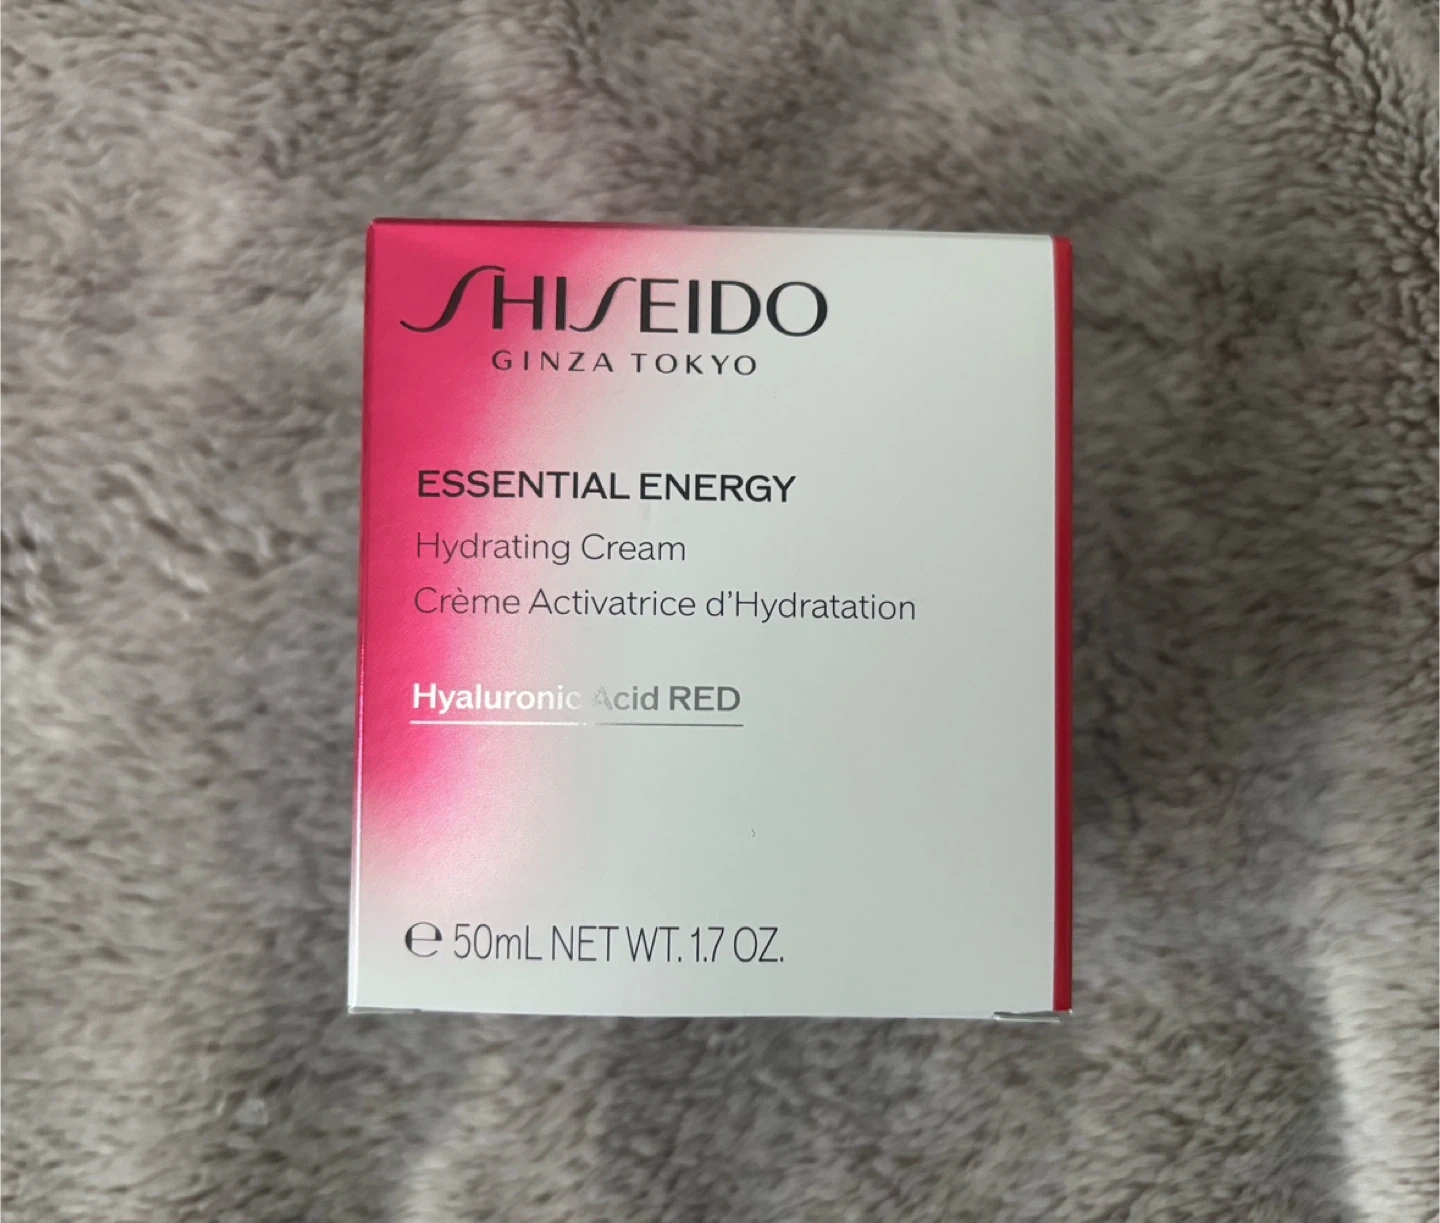 SHISEIDO
GINZA TOKYO
ESSENTIAL ENERGY
Hydrating Cream
Crème Activatrice d'Hydratation
Hyaluronic Acid RED
℮ 50mL NET WT. 1.7 OZ.